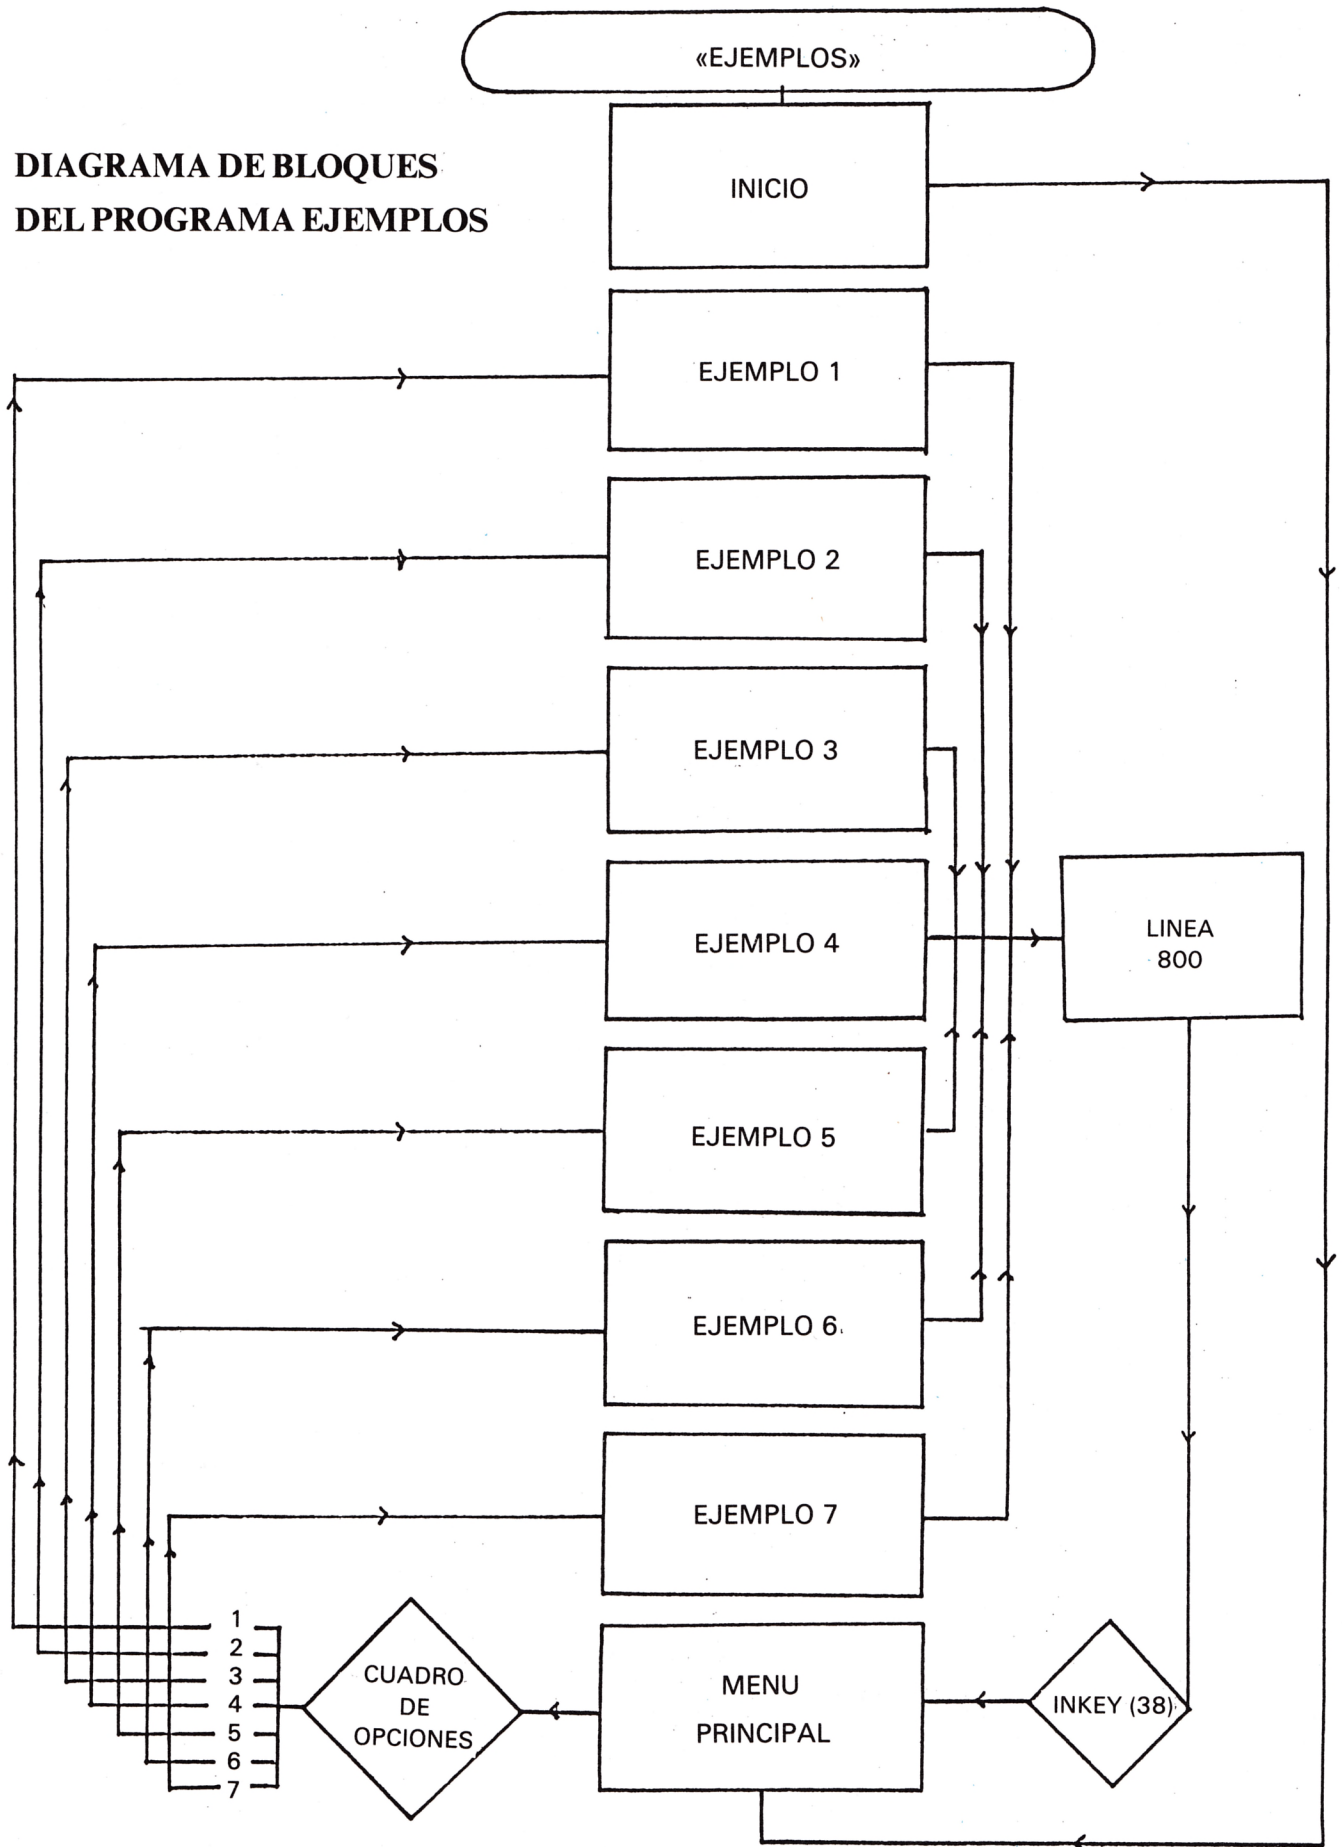 «EJEMPLOS»
DIAGRAMA DE BLOQUES
DEL PROGRAMA EJEMPLOS
INICIO
EJEMPLO 1
EJEMPLO 2
EJEMPLO 3
EJEMPLO 4
LINEA
800
EJEMPLO 5
EJEMPLO 6
EJEMPLO 7
1
2
3
4
5
6
7
CUADRO
DE
OPCIONES
MENU
PRINCIPAL
INKEY (38)